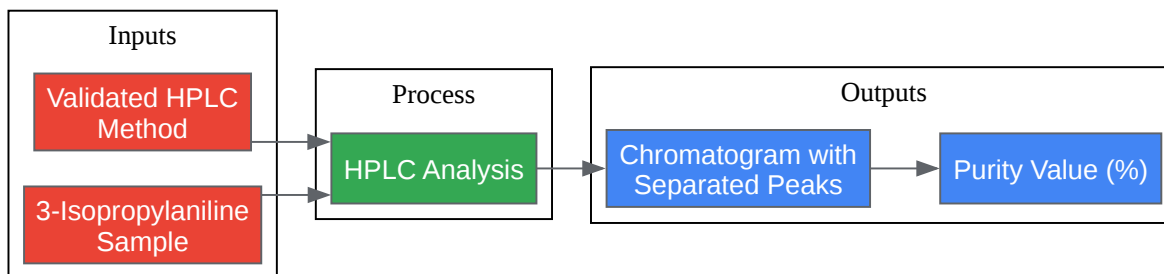 Inputs
Validated HPLC
Method
3-Isopropylaniline
Sample
Process
HPLC Analysis
Outputs
Chromatogram with
Separated Peaks
Purity Value (%)